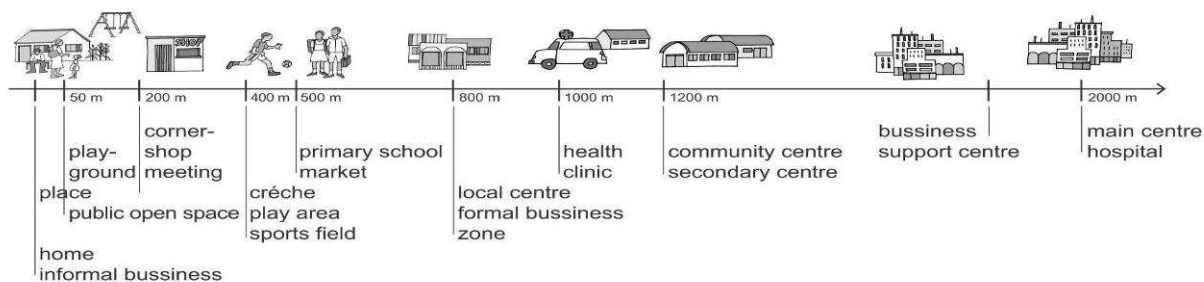 SHOP
50 m
200 m
400 m
500 m
800 m
1000 m
1200 m
2000 m
home
informal bussiness
play-
ground
place
public open space
corner-
shop
meeting
créche
play area
sports field
primary school
market
local centre
formal bussiness
zone
health
clinic
community centre
secondary centre
bussiness
support centre
main centre
hospital